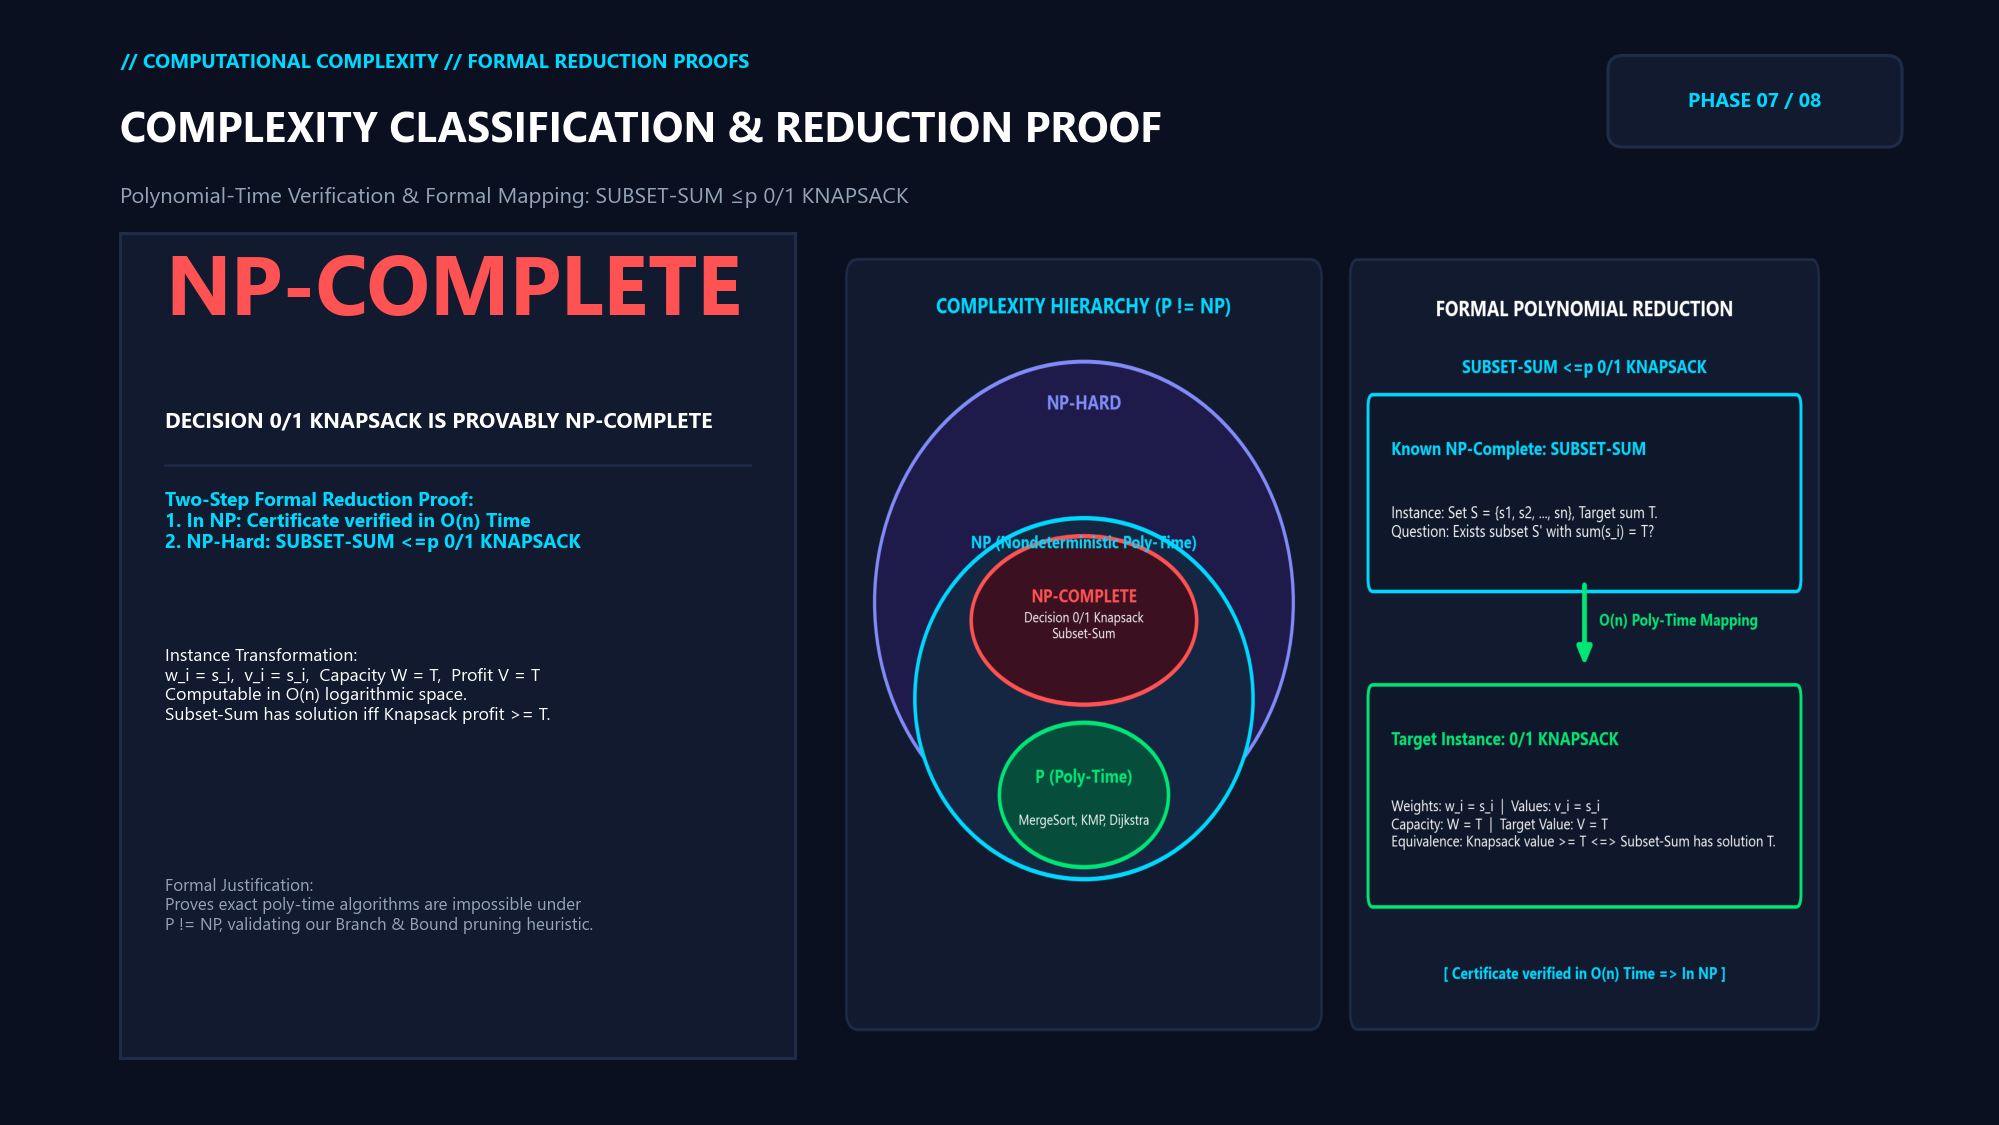 // COMPUTATIONAL COMPLEXITY // FORMAL REDUCTION PROOFS
COMPLEXITY CLASSIFICATION & REDUCTION PROOF
PHASE 07 / 08
Polynomial-Time Verification & Formal Mapping: SUBSET-SUM ≤p 0/1 KNAPSACK
NP-COMPLETE
DECISION 0/1 KNAPSACK IS PROVABLY NP-COMPLETE
Two-Step Formal Reduction Proof:
1. In NP: Certificate verified in O(n) Time
2. NP-Hard: SUBSET-SUM <=p 0/1 KNAPSACK
Instance Transformation:
w_i = s_i, v_i = s_i, Capacity W = T, Profit V = T
Computable in O(n) logarithmic space.
Subset-Sum has solution iff Knapsack profit >= T.
Formal Justification:
Proves exact poly-time algorithms are impossible under
P != NP, validating our Branch & Bound pruning heuristic.
COMPLEXITY HIERARCHY (P != NP)
NP-HARD
NP (Nondeterministic Poly-Time)
NP-COMPLETE
Decision 0/1 Knapsack
Subset-Sum
P (Poly-Time)
MergeSort, KMP, Dijkstra
FORMAL POLYNOMIAL REDUCTION
SUBSET-SUM <=p 0/1 KNAPSACK
Known NP-Complete: SUBSET-SUM
Instance: Set S = {s1, s2, ..., sn}, Target sum T.
Question: Exists subset S' with sum(s_i) = T?
O(n) Poly-Time Mapping
Target Instance: 0/1 KNAPSACK
Weights: w_i = s_i | Values: v_i = s_i
Capacity: W = T | Target Value: V = T
Equivalence: Knapsack value >= T <=> Subset-Sum has solution T.
[ Certificate verified in O(n) Time => In NP ]